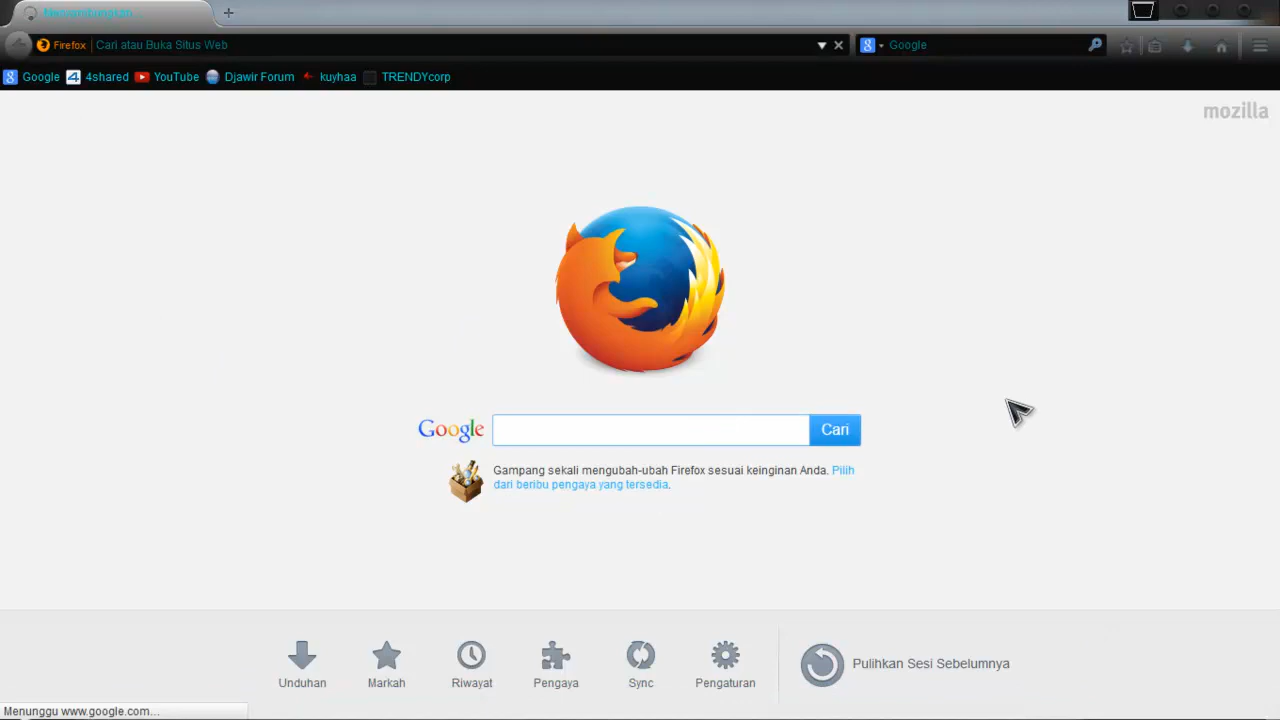 Menyambungkan...
Firefox Cari atau Buka Situs Web
Google
Google 4shared YouTube Djawir Forum kuyhaa TRENDYcorp
mozilla
Google Cari
Gampang sekali mengubah-ubah Firefox sesuai keinginan Anda. Pilih
dari beribu pengaya yang tersedia.
Unduhan Markah Riwayat Pengaya Sync Pengaturan Pulihkan Sesi Sebelumnya
Menunggu www.google.com...